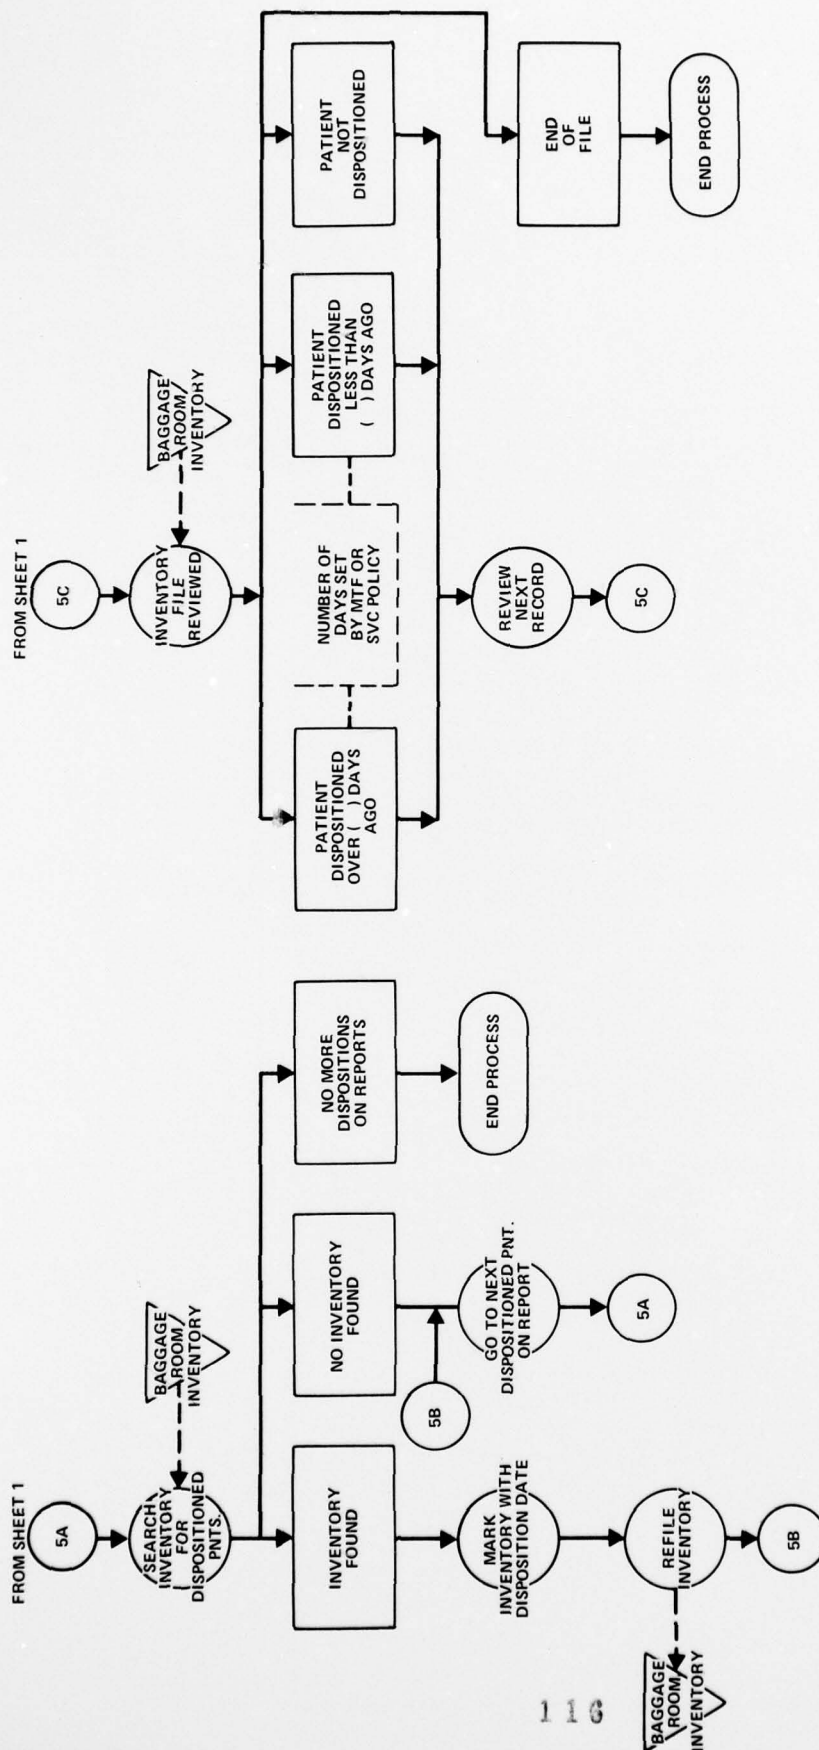 FROM SHEET 1
5A
SEARCH
INVENTORY
FOR
DISPOSITIONED
PNTS.
BAGGAGE
ROOM
INVENTORY
INVENTORY
FOUND
NO INVENTORY
FOUND
NO MORE
DISPOSITIONS
ON REPORTS
MARK
INVENTORY WITH
DISPOSITION DATE
5B
GO TO NEXT
DISPOSITIONED PNT.
ON REPORT
END PROCESS
REFILE
INVENTORY
5A
BAGGAGE
ROOM
INVENTORY
5B
FROM SHEET 1
5C
INVENTORY
FILE
REVIEWED
BAGGAGE
ROOM
INVENTORY
PATIENT
DISPOSITIONED
OVER ( ) DAYS
AGO
NUMBER OF
DAYS SET
BY MTF OR
SVC POLICY
PATIENT
DISPOSITIONED
LESS THAN
( ) DAYS AGO
PATIENT
NOT
DISPOSITIONED
REVIEW
NEXT
RECORD
END
OF
FILE
5C
END PROCESS
116